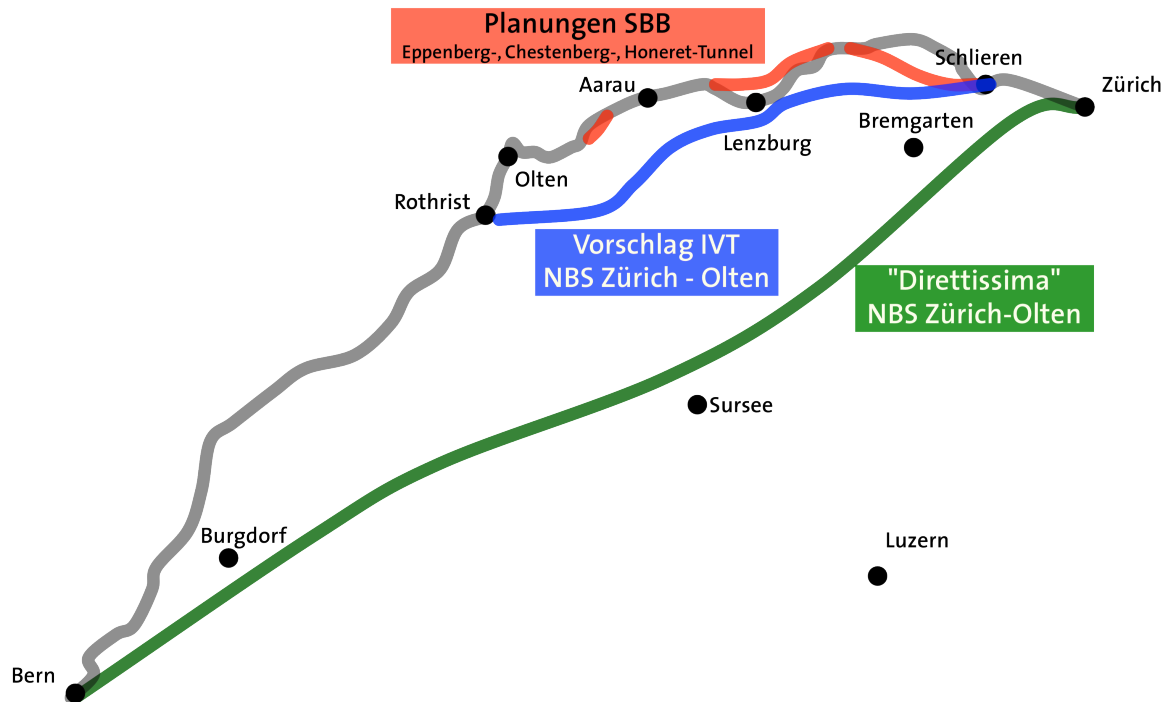 Planungen SBB
Eppenberg-, Chestenberg-, Honeret-Tunnel
Schlieren
Aarau
Zürich
Bremgarten
Lenzburg
Olten
Rothrist
Vorschlag IVT
NBS Zürich - Olten
"Direttissima"
NBS Zürich-Olten
Sursee
Burgdorf
Luzern
Bern